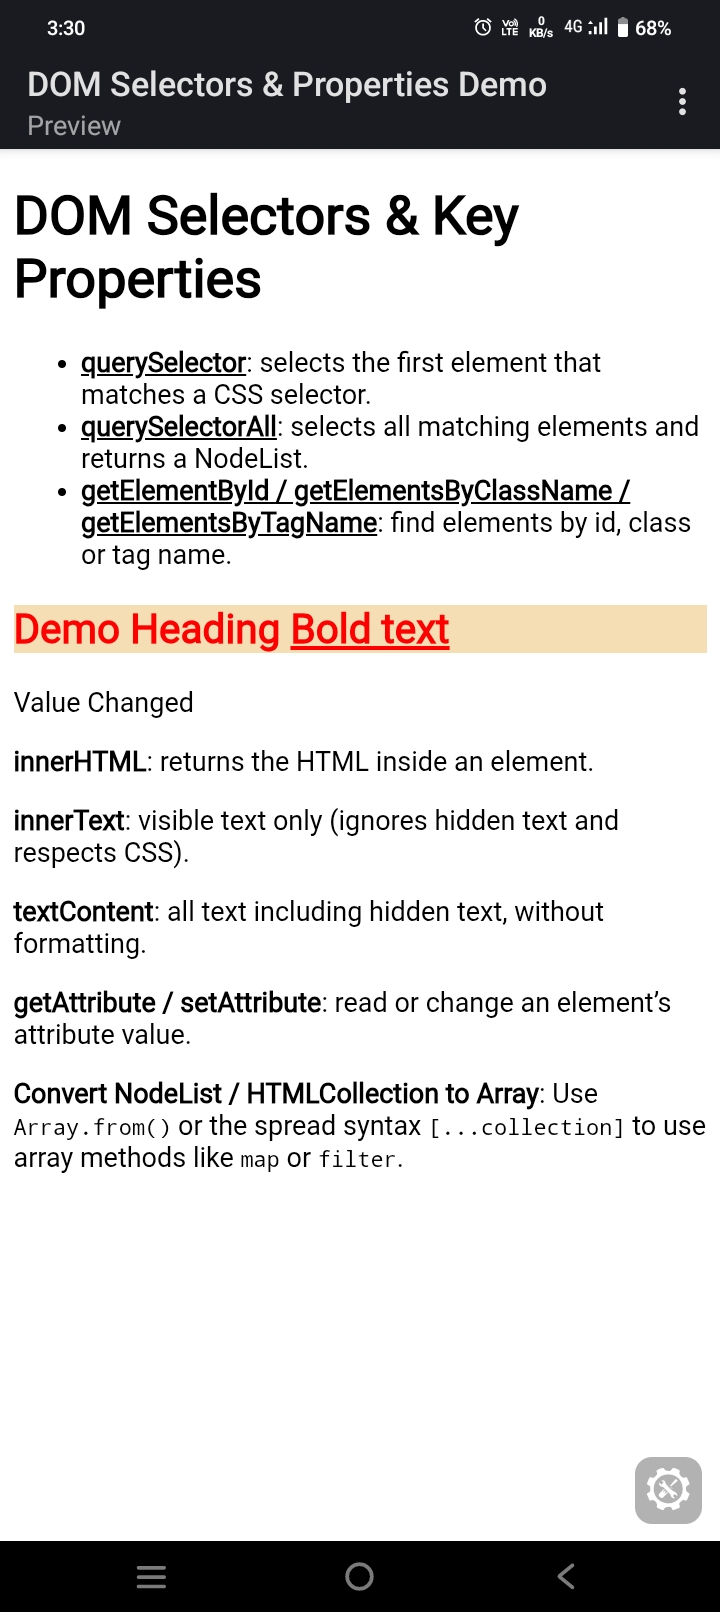 3:30
Vo) LTE
0 KB/s
4G
68%
DOM Selectors & Properties Demo
Preview
DOM Selectors & Key
Properties
• querySelector: selects the first element that
matches a CSS selector.
• querySelectorAll: selects all matching elements and
returns a NodeList.
• getElementById / getElementsByClassName /
getElementsByTagName: find elements by id, class
or tag name.
Demo Heading Bold text
Value Changed
innerHTML: returns the HTML inside an element.
innerText: visible text only (ignores hidden text and
respects CSS).
textContent: all text including hidden text, without
formatting.
getAttribute / setAttribute: read or change an element’s
attribute value.
Convert NodeList / HTMLCollection to Array: Use
Array.from() or the spread syntax [...collection] to use
array methods like map or filter.